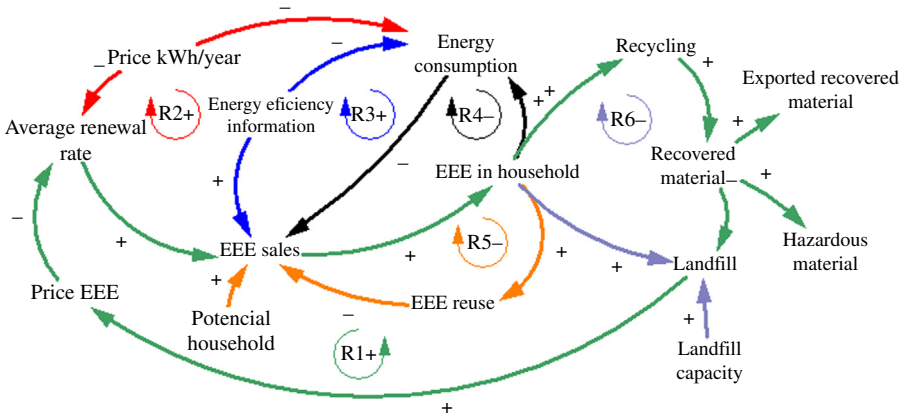 –
–
Price kWh/year
–
Energy
consumption
Recycling
+
Exported recovered
material
Average renewal
rate
R2+
Energy eficiency
information
R3+
R4–
+
+
R6–
+
Recovered
material–
+
–
EEE in household
+
–
+
EEE sales
+
R5–
+
+
Landfill
Hazardous
material
Price EEE
+
Potencial
household
–
EEE reuse
R1+
+
Landfill
capacity
+